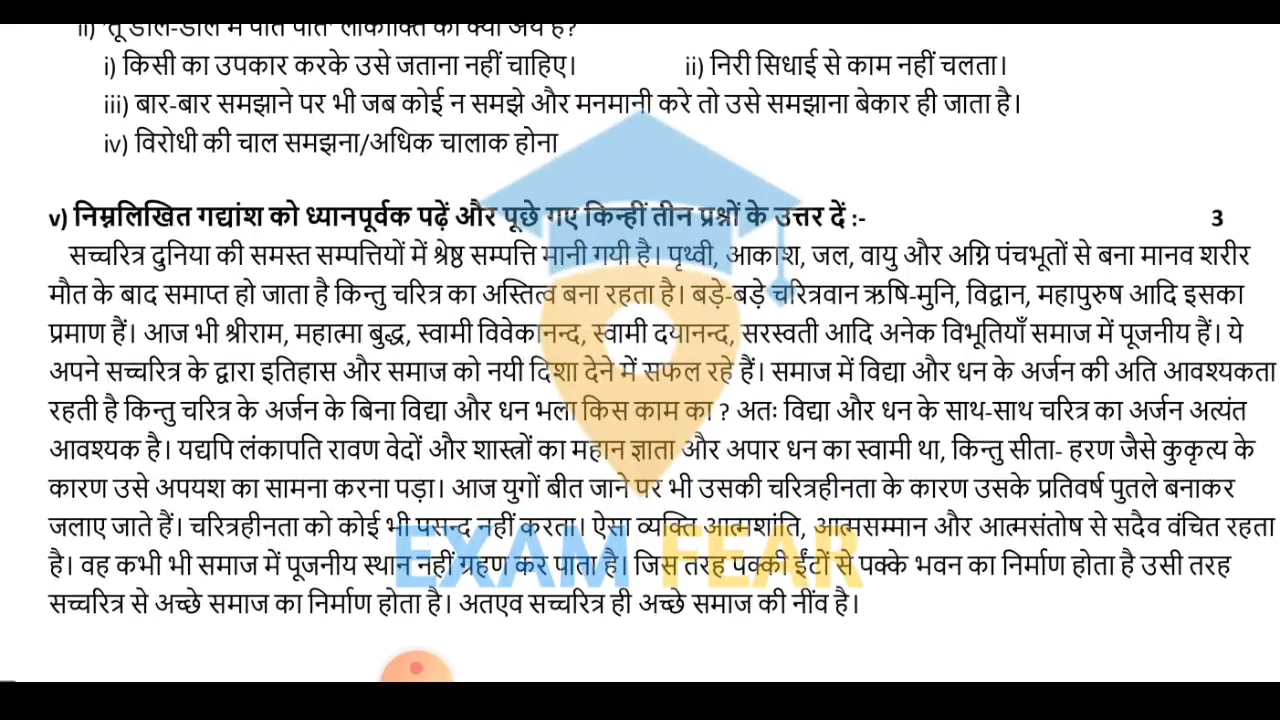 ii) 'तू डाल-डाल मैं पात पात' लोकोक्ति का क्या अर्थ है?
i) किसी का उपकार करके उसे जताना नहीं चाहिए। ii) निरी सिधाई से काम नहीं चलता।
iii) बार-बार समझाने पर भी जब कोई न समझे और मनमानी करे तो उसे समझाना बेकार ही जाता है।
iv) विरोधी की चाल समझना/अधिक चालाक होना
v) निम्नलिखित गद्यांश को ध्यानपूर्वक पढ़ें और पूछे गए किन्हीं तीन प्रश्नों के उत्तर दें :- 3
सच्चरित्र दुनिया की समस्त सम्पत्तियों में श्रेष्ठ सम्पत्ति मानी गयी है। पृथ्वी, आकाश, जल, वायु और अग्नि पंचभूतों से बना मानव शरीर
मौत के बाद समाप्त हो जाता है किन्तु चरित्र का अस्तित्व बना रहता है। बड़े-बड़े चरित्रवान ऋषि-मुनि, विद्वान, महापुरुष आदि इसका
प्रमाण हैं। आज भी श्रीराम, महात्मा बुद्ध, स्वामी विवेकानन्द, स्वामी दयानन्द, सरस्वती आदि अनेक विभूतियाँ समाज में पूजनीय हैं। ये
अपने सच्चरित्र के द्वारा इतिहास और समाज को नयी दिशा देने में सफल रहे हैं। समाज में विद्या और धन के अर्जन की अति आवश्यकता
रहती है किन्तु चरित्र के अर्जन के बिना विद्या और धन भला किस काम का ? अतः विद्या और धन के साथ-साथ चरित्र का अर्जन अत्यंत
आवश्यक है। यद्यपि लंकापति रावण वेदों और शास्त्रों का महान ज्ञाता और अपार धन का स्वामी था, किन्तु सीता- हरण जैसे कुकृत्य के
कारण उसे अपयश का सामना करना पड़ा। आज युगों बीत जाने पर भी उसकी चरित्रहीनता के कारण उसके प्रतिवर्ष पुतले बनाकर
जलाए जाते हैं। चरित्रहीनता को कोई भी पसन्द नहीं करता। ऐसा व्यक्ति आत्मशांति, आत्मसम्मान और आत्मसंतोष से सदैव वंचित रहता
है। वह कभी भी समाज में पूजनीय स्थान नहीं ग्रहण कर पाता है। जिस तरह पक्की ईंटों से पक्के भवन का निर्माण होता है उसी तरह
सच्चरित्र से अच्छे समाज का निर्माण होता है। अतएव सच्चरित्र ही अच्छे समाज की नींव है।
EXAM FEAR